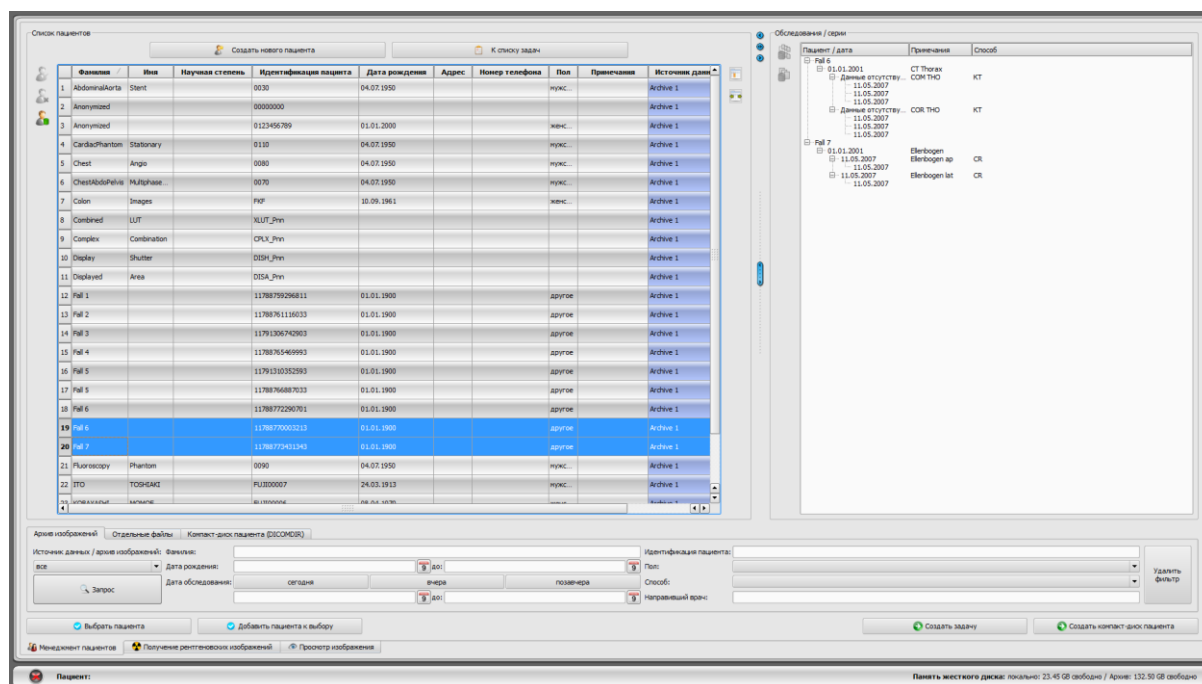 Список пациентов
Создать нового пациента
К списку задач
Фамилия Имя Научная степень Идентификация пацинта Дата рождения Адрес Номер телефона Пол Примечания Источник данн
1 AbdominalAorta Stent 0030 04.07.1950 мужс... Archive 1
2 Anonymized 00000000 Archive 1
3 Anonymized 0123456789 01.01.2000 женс... Archive 1
4 CardiacPhantom Stationary 0110 04.07.1950 мужс... Archive 1
5 Chest Angio 0080 04.07.1950 мужс... Archive 1
6 ChestAbdoPelvis Multiphase... 0070 04.07.1950 мужс... Archive 1
7 Colon Images FKF 10.09.1961 женс... Archive 1
8 Combined LUT XLUT_Pnn Archive 1
9 Complex Combination CPLX_Pnn Archive 1
10 Display Shutter DISH_Pnn Archive 1
11 Displayed Area DISA_Pnn Archive 1
12 Fall 1 11788759296811 01.01.1900 другое Archive 1
13 Fall 2 11788761116033 01.01.1900 другое Archive 1
14 Fall 3 11791306742903 01.01.1900 другое Archive 1
15 Fall 4 11788765469993 01.01.1900 другое Archive 1
16 Fall 5 11791310352593 01.01.1900 другое Archive 1
17 Fall 5 11788766887033 01.01.1900 другое Archive 1
18 Fall 6 11788772290701 01.01.1900 другое Archive 1
19 Fall 6 11788770003213 01.01.1900 другое Archive 1
20 Fall 7 11788773431343 01.01.1900 другое Archive 1
21 Fluoroscopy Phantom 0090 04.07.1950 мужс... Archive 1
22 ITO TOSHIAKI FUJI00007 24.03.1913 мужс... Archive 1
Обследования / серии
Пациент / дата Примечания Способ
Fall 6
01.01.2001 CT Thorax
Данные отсутству... COM THO КТ
11.05.2007
11.05.2007
11.05.2007
Данные отсутству... COR THO КТ
11.05.2007
11.05.2007
11.05.2007
Fall 7
01.01.2001 Ellenbogen
11.05.2007 Ellenbogen ap CR
11.05.2007
11.05.2007 Ellenbogen lat CR
11.05.2007
Архив изображений Отдельные файлы Компакт-диск пациента (DICOMDIR)
Источник данных / архив изображений: Фамилия: Идентификация пациента:
все Дата рождения: 9 до: 9 Пол:
Запрос Дата обследования: сегодня вчера позавчера Способ:
9 до: 9 Направивший врач:
Удалить
фильтр
Выбрать пациента Добавить пациента к выбору Создать задачу Создать компакт-диск пациента
Менеджмент пациентов Получение рентгеновских изображений Просмотр изображения
Пациент: Память жесткого диска: локально: 23.45 GB свободно / Архив: 132.50 GB свободно